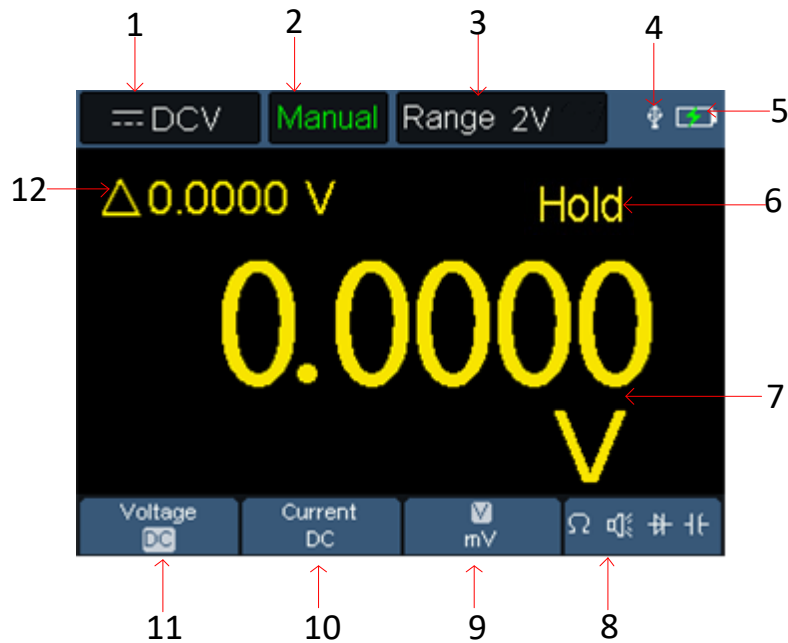 1 2 3 4
DCV Manual Range 2V 5
12 △0.0000 V Hold 6
0.0000
V 7
Voltage Current V Ω
DC DC mV
11 10 9 8